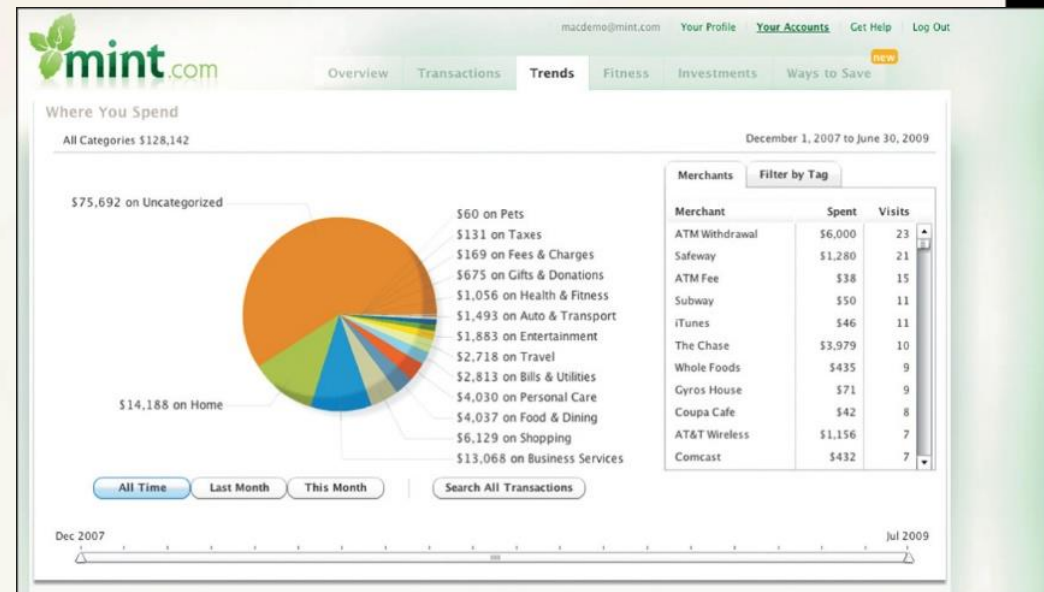 macdemo@mint.com Your Profile Your Accounts Get Help Log Out
mint.com
new
Overview Transactions Trends Fitness Investments Ways to Save
Where You Spend
All Categories $128,142
December 1, 2007 to June 30, 2009
$75,692 on Uncategorized
$14,188 on Home
$60 on Pets
$131 on Taxes
$169 on Fees & Charges
$675 on Gifts & Donations
$1,056 on Health & Fitness
$1,493 on Auto & Transport
$1,883 on Entertainment
$2,718 on Travel
$2,813 on Bills & Utilities
$4,030 on Personal Care
$4,037 on Food & Dining
$6,129 on Shopping
$13,068 on Business Services
Merchants Filter by Tag
Merchant Spent Visits
ATM Withdrawal $6,000 23
Safeway $1,280 21
ATM Fee $38 15
Subway $50 11
iTunes $46 11
The Chase $3,979 10
Whole Foods $435 9
Gyros House $71 9
Coupa Cafe $42 8
AT&T Wireless $1,156 7
Comcast $432 7
All Time Last Month This Month Search All Transactions
Dec 2007 Jul 2009